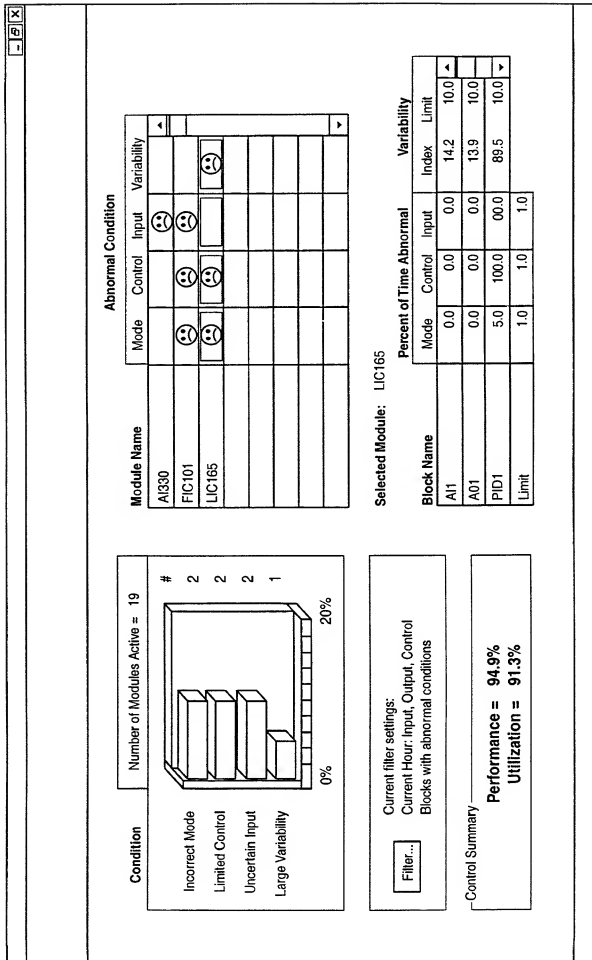 Condition
Number of Modules Active = 19
#
Incorrect Mode 2
Limited Control 2
Uncertain Input 2
Large Variability 1
0% 20%
Filter...
Current filter settings:
Current Hour: Input, Output, Control
Blocks with abnormal conditions
Control Summary
Performance = 94.9%
Utilization = 91.3%
Abnormal Condition
Module Name Mode Control Input Variability
AI330
FIC101
LIC165
Selected Module: LIC165
Percent of Time Abnormal Variability
Block Name Mode Control Input Index Limit
AI1 0.0 0.0 0.0 14.2 10.0
A01 0.0 0.0 0.0 13.9 10.0
PID1 5.0 100.0 00.0 89.5 10.0
Limit 1.0 1.0 1.0